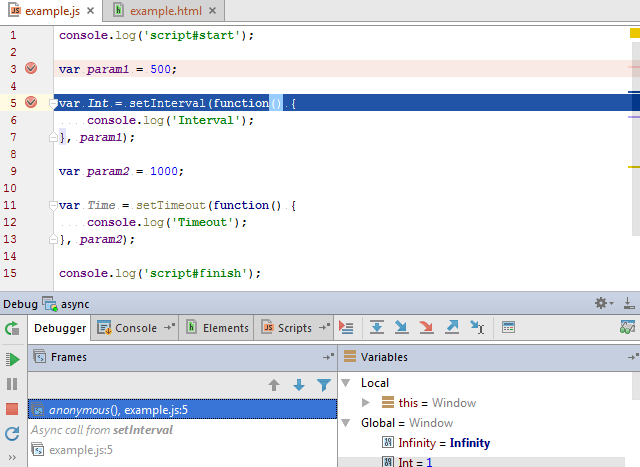 example.js example.html
1 console.log('script#start');
2
3 var param1 = 500;
4
5 var Int = setInterval(function() {
6 console.log('Interval');
7 }, param1);
8
9 var param2 = 1000;
10
11 var Time = setTimeout(function() {
12 console.log('Timeout');
13 }, param2);
14
15 console.log('script#finish');
Debug async
Debugger Console Elements Scripts
Frames Variables
Local
anonymous(), example.js:5 this = Window
Async call from setInterval Global = Window
example.js:5 Infinity = Infinity
Int = 1